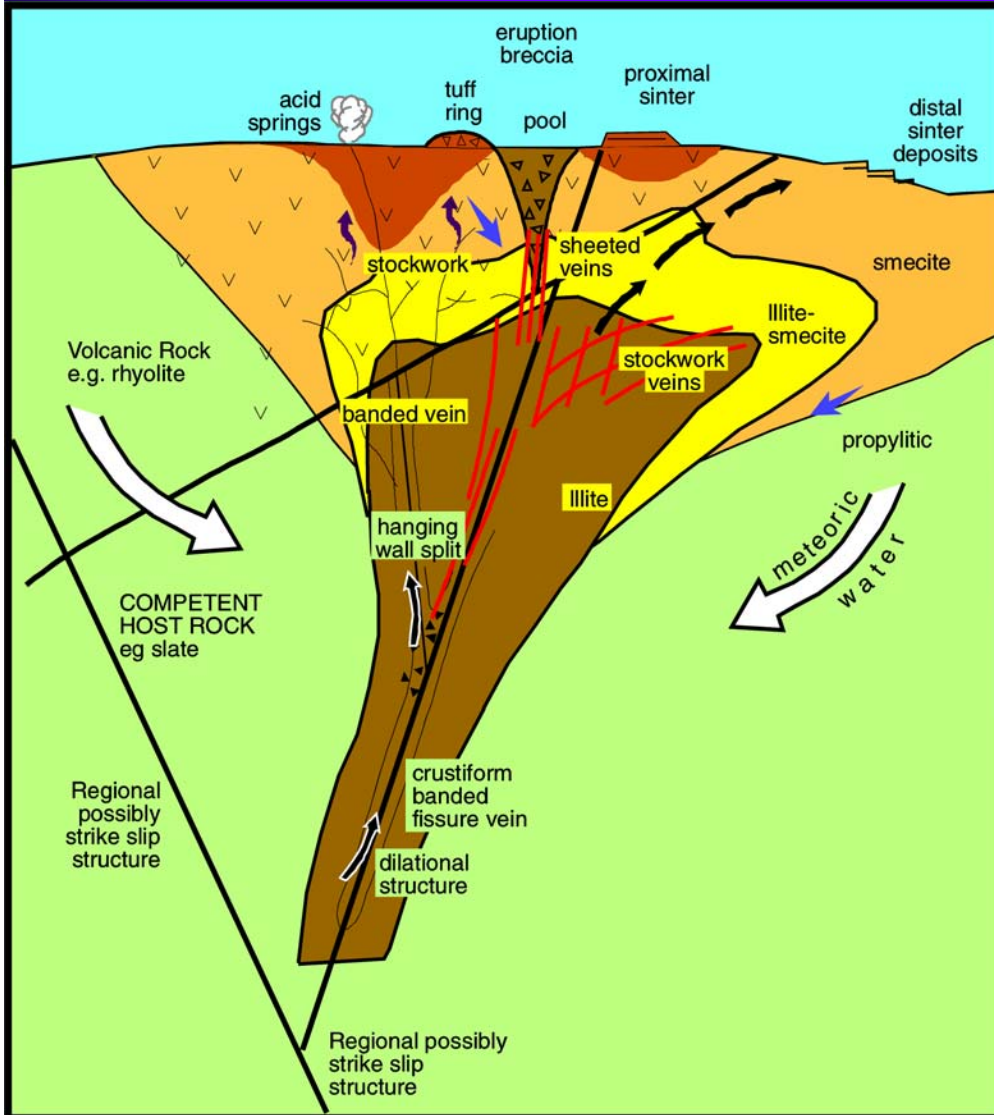 eruption
breccia
acid
springs
tuff
ring
pool
proximal
sinter
distal
sinter
deposits
stockwork
sheeted
veins
smecite
Illite-
smecite
Volcanic Rock
e.g. rhyolite
stockwork
veins
banded vein
propylitic
Illite
hanging
wall split
meteoric
water
COMPETENT
HOST ROCK
eg slate
Regional
possibly
strike slip
structure
crustiform
banded
fissure vein
dilational
structure
Regional possibly
strike slip
structure